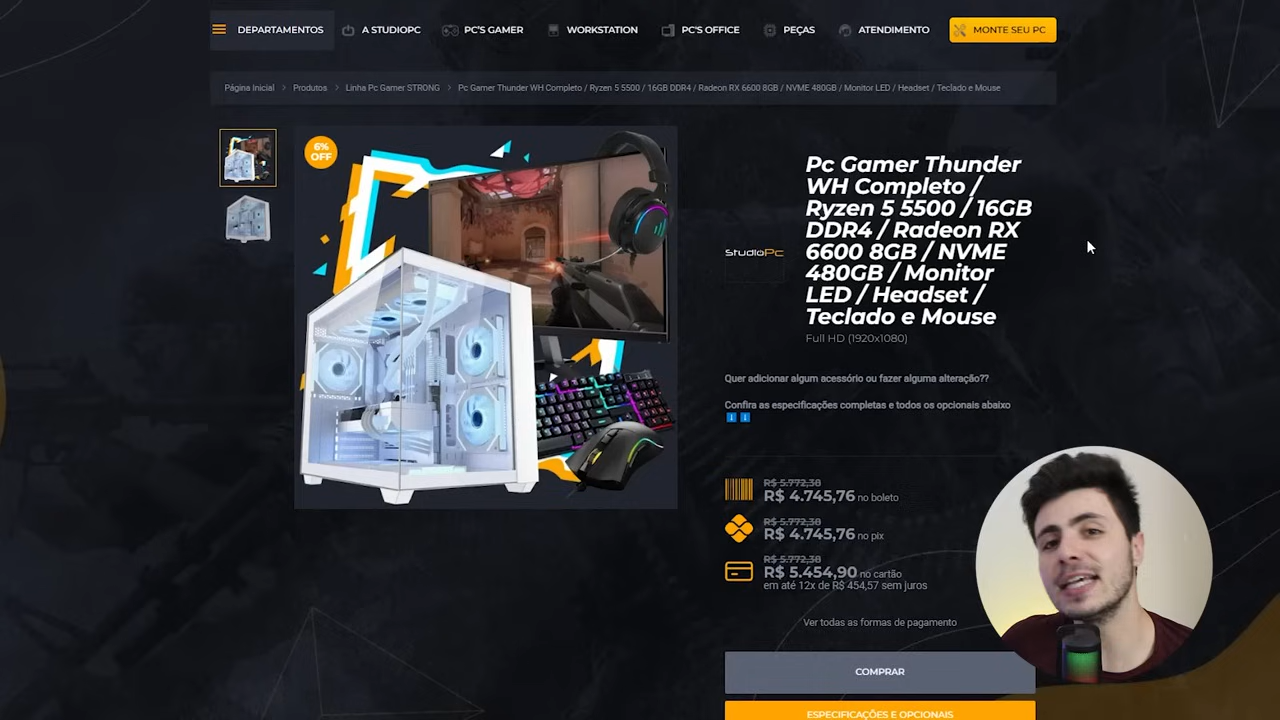 DEPARTAMENTOS
A STUDIOPC
PC'S GAMER
WORKSTATION
PC'S OFFICE
PEÇAS
ATENDIMENTO
MONTE SEU PC
Página Inicial > Produtos > Linha Pc Gamer STRONG > Pc Gamer Thunder WH Completo / Ryzen 5 5500 / 16GB DDR4 / Radeon RX 6600 8GB / NVME 480GB / Monitor LED / Headset / Teclado e Mouse
6%
OFF
StudioPc
Pc Gamer Thunder
WH Completo /
Ryzen 5 5500 / 16GB
DDR4 / Radeon RX
6600 8GB / NVME
480GB / Monitor
LED / Headset /
Teclado e Mouse
Full HD (1920x1080)
Quer adicionar algum acessório ou fazer alguma alteração??
Confira as especificações completas e todos os opcionais abaixo
R$ 5.772,38
R$ 4.745,76 no boleto
R$ 5.772,38
R$ 4.745,76 no pix
R$ 5.772,38
R$ 5.454,90 no cartão
em até 12x de R$ 454,57 sem juros
Ver todas as formas de pagamento
COMPRAR
ESPECIFICAÇÕES E OPCIONAIS